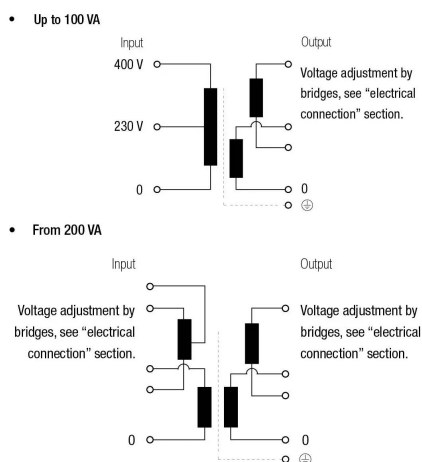 • Up to 100 VA
Input
Output
400 V
230 V
0
Voltage adjustment by
bridges, see “electrical
connection” section.
0
• From 200 VA
Input
Output
Voltage adjustment by
bridges, see “electrical
connection” section.
0
Voltage adjustment by
bridges, see “electrical
connection” section.
0